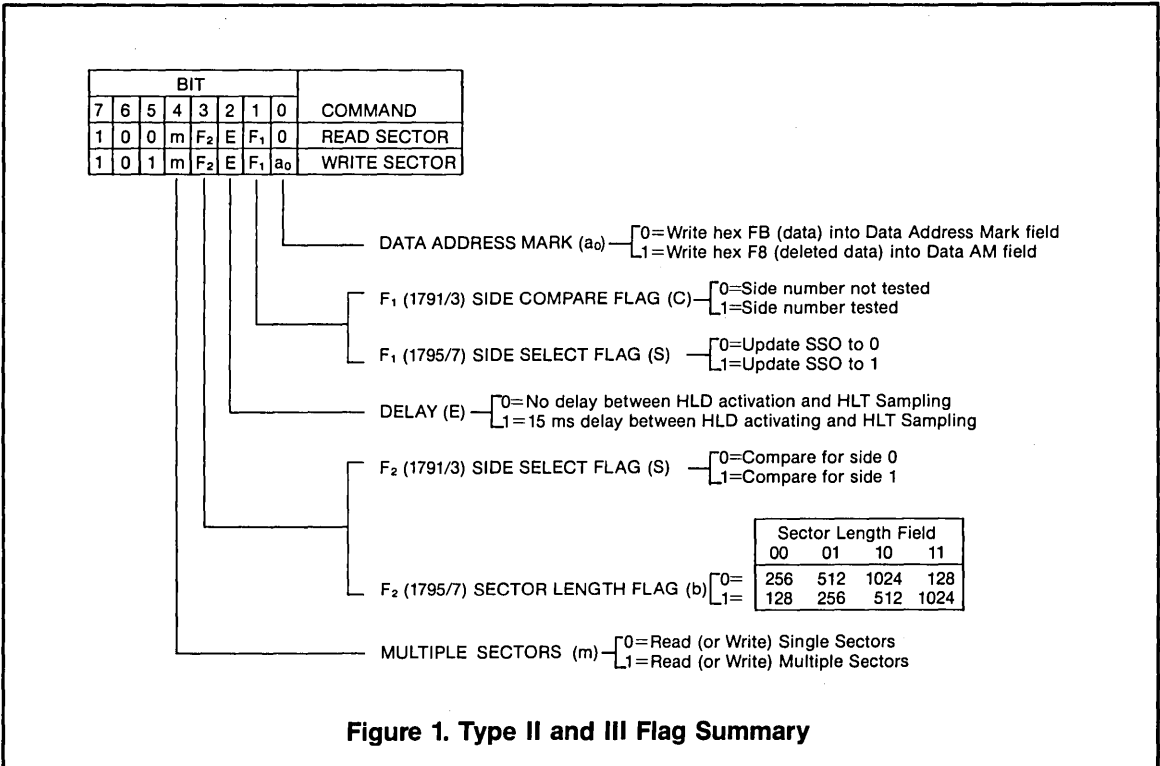 BIT
7 6 5 4 3 2 1 0 COMMAND
1 0 0 m F₂ E F₁ 0 READ SECTOR
1 0 1 m F₂ E F₁ a₀ WRITE SECTOR
DATA ADDRESS MARK (a₀) 0=Write hex FB (data) into Data Address Mark field
1=Write hex F8 (deleted data) into Data AM field
F₁ (1791/3) SIDE COMPARE FLAG (C) 0=Side number not tested
1=Side number tested
F₁ (1795/7) SIDE SELECT FLAG (S) 0=Update SSO to 0
1=Update SSO to 1
DELAY (E) 0=No delay between HLD activation and HLT Sampling
1=15 ms delay between HLD activating and HLT Sampling
F₂ (1791/3) SIDE SELECT FLAG (S) 0=Compare for side 0
1=Compare for side 1
Sector Length Field
00 01 10 11
F₂ (1795/7) SECTOR LENGTH FLAG (b) 0= 256 512 1024 128
1= 128 256 512 1024
MULTIPLE SECTORS (m) 0=Read (or Write) Single Sectors
1=Read (or Write) Multiple Sectors
Figure 1. Type II and III Flag Summary